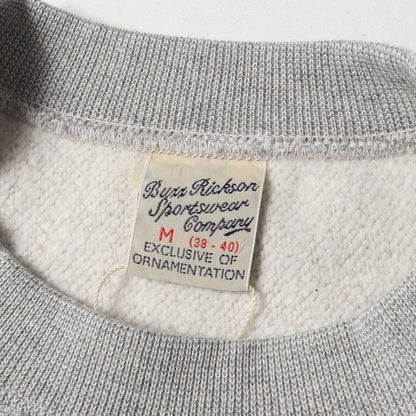 Buzz Rickson
Sportswear
Company
M (38 - 40)
EXCLUSIVE OF
ORNAMENTATION